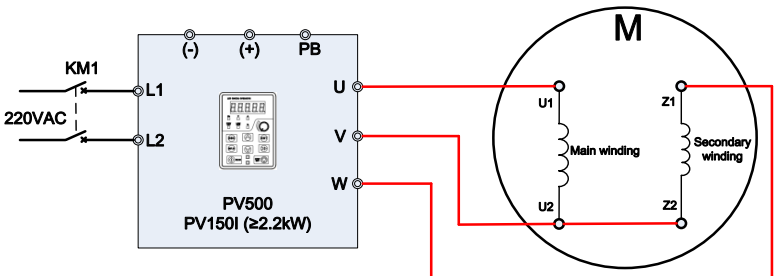 (-)
(+)
PB
M
KM1
L1
220VAC
L2
U
V
W
PV500
PV150I (≥2.2kW)
U1
Main winding
U2
Z1
Secondary
winding
Z2